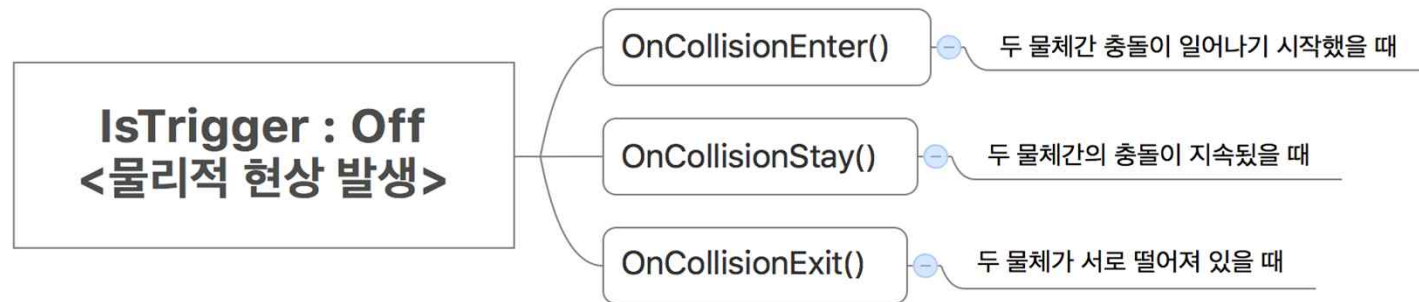 IsTrigger : Off
<물리적 현상 발생>
OnCollisionEnter()
두 물체간 충돌이 일어나기 시작했을 때
OnCollisionStay()
두 물체간의 충돌이 지속됬을 때
OnCollisionExit()
두 물체가 서로 떨어져 있을 때